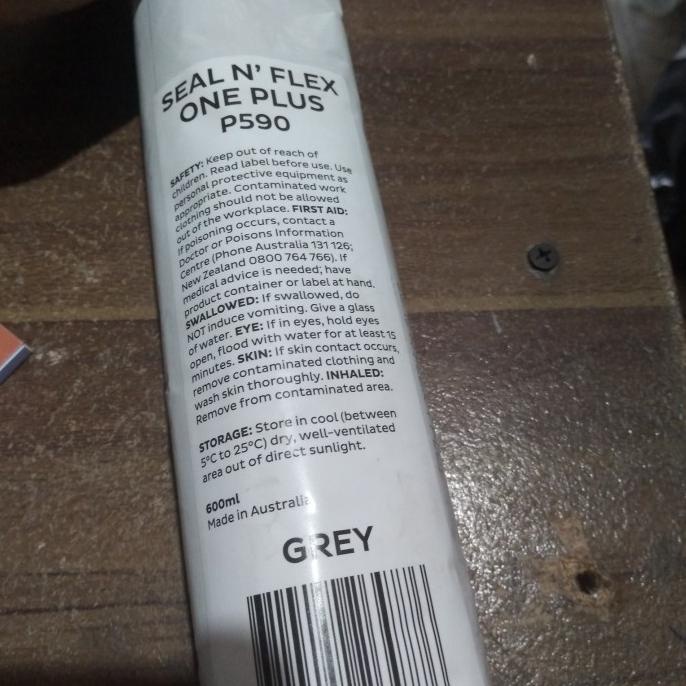 SEAL N' FLEX
ONE PLUS
P590
SAFETY: Keep out of reach of
children. Read label before use. Use
personal protective equipment as
appropriate. Contaminated work
clothing should not be allowed
out of the workplace. FIRST AID:
If poisoning occurs, contact a
Doctor or Poisons Information
Centre (Phone Australia 131 126;
New Zealand 0800 764 766). If
medical advice is needed, have
product container or label at hand.
SWALLOWED: If swallowed, do
NOT induce vomiting. Give a glass
of water. EYE: If in eyes, hold eyes
open, flood with water for at least 15
minutes. SKIN: If skin contact occurs,
remove contaminated clothing and
wash skin thoroughly. INHALED:
Remove from contaminated area.
STORAGE: Store in cool (between
5°C to 25°C) dry, well-ventilated
area out of direct sunlight.
600ml
Made in Australia
GREY